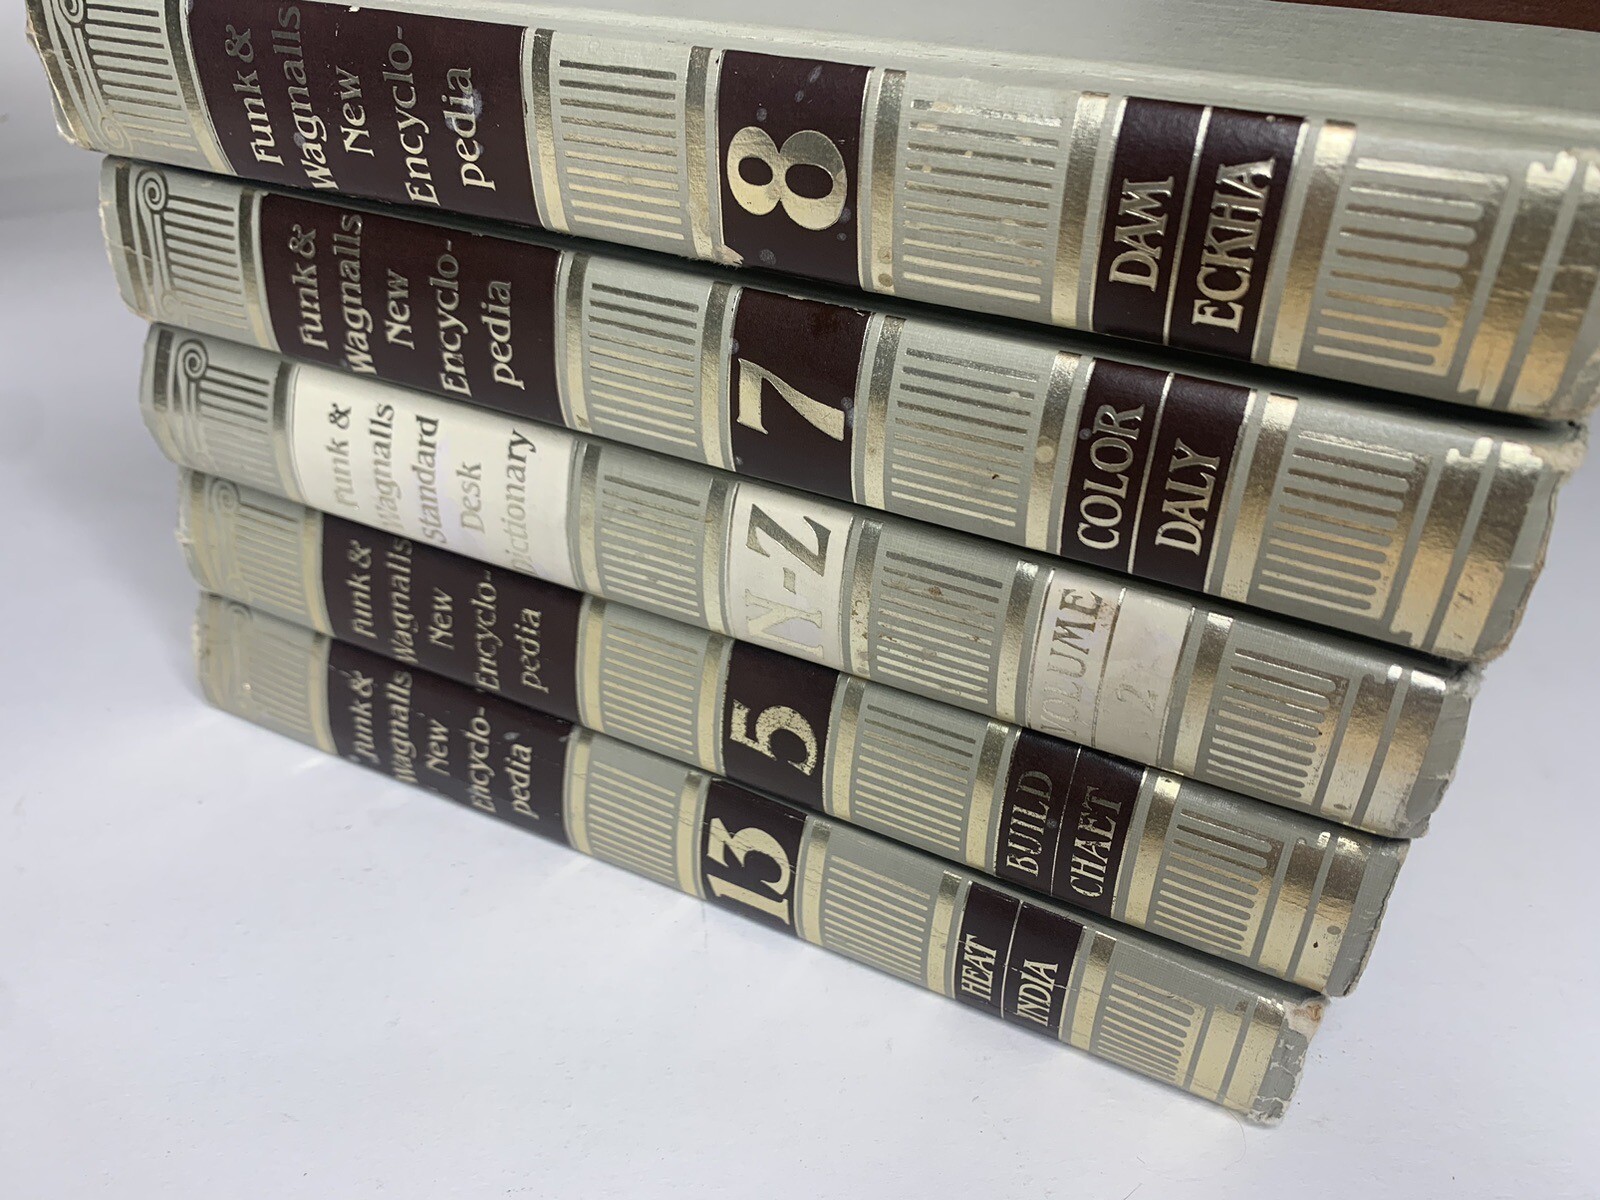 Funk &
Wagnalls
New
Encyclo-
pedia
8
DAM
ECKHA
Funk &
Wagnalls
New
Encyclo-
pedia
7
COLOR
DALY
Funk &
Wagnalls
Standard
Desk
Dictionary
N-Z
VOLUME
2
Funk &
Wagnalls
New
Encyclo-
pedia
5
BUILD
CHAET
Funk &
Wagnalls
New
Encyclo-
pedia
13
HEAT
INDIA